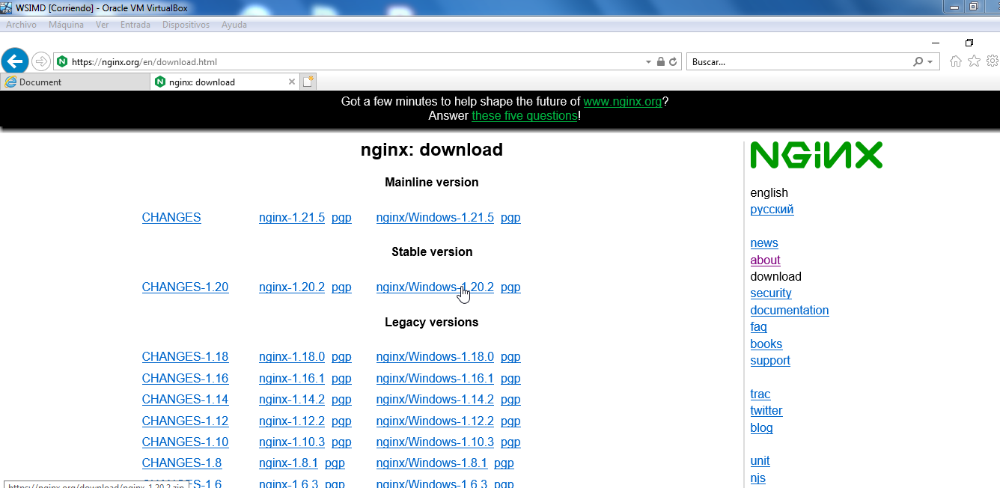 WSIMD [Corriendo] - Oracle VM VirtualBox
Archivo Máquina Ver Entrada Dispositivos Ayuda
https://nginx.org/en/download.html
Buscar...
Document
nginx: download
Got a few minutes to help shape the future of www.nginx.org?
Answer these five questions!
nginx: download
Mainline version
CHANGES nginx-1.21.5 pgp nginx/Windows-1.21.5 pgp
Stable version
CHANGES-1.20 nginx-1.20.2 pgp nginx/Windows-1.20.2 pgp
Legacy versions
CHANGES-1.18 nginx-1.18.0 pgp nginx/Windows-1.18.0 pgp
CHANGES-1.16 nginx-1.16.1 pgp nginx/Windows-1.16.1 pgp
CHANGES-1.14 nginx-1.14.2 pgp nginx/Windows-1.14.2 pgp
CHANGES-1.12 nginx-1.12.2 pgp nginx/Windows-1.12.2 pgp
CHANGES-1.10 nginx-1.10.3 pgp nginx/Windows-1.10.3 pgp
CHANGES-1.8 nginx-1.8.1 pgp nginx/Windows-1.8.1 pgp
nginx-1.6.3 pgp nginx/Windows-1.6.3 pgp
https://nginx.org/download/nginx-1.20.2.zip
NGINX
english
русский
news
about
download
security
documentation
faq
books
support
trac
twitter
blog
unit
njs